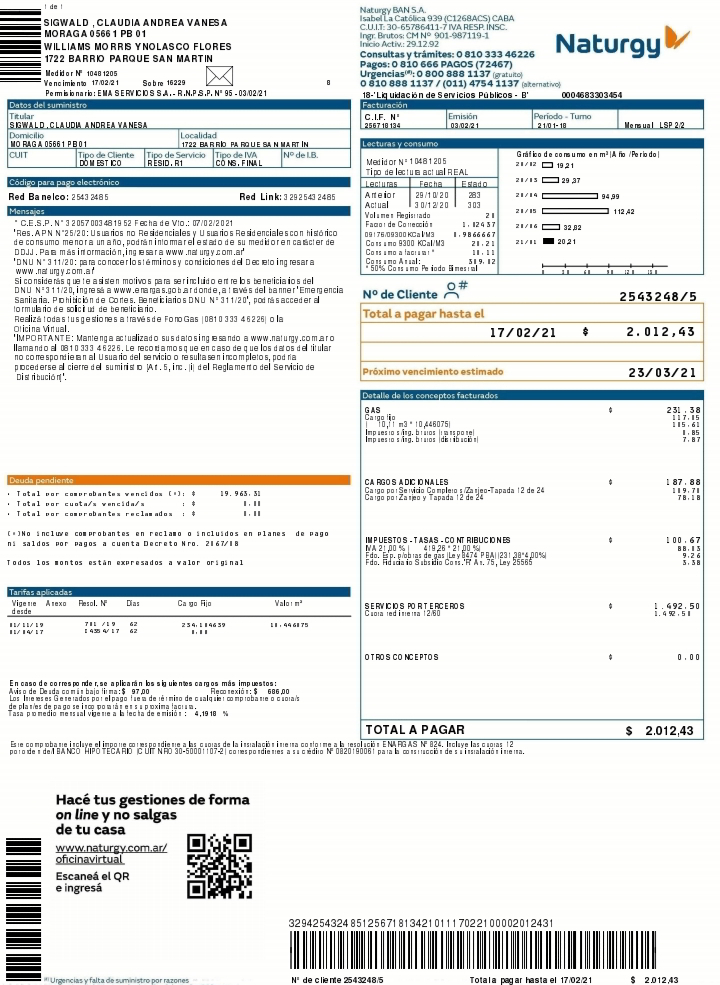 1 de 1
SIGWALD , CLAUDIA ANDREA VANESA
MORAGA 05661 PB 01
WILLIAMS MORRIS YNOLASCO FLORES
1722 BARRIO PARQUE SAN MARTIN
Medidor Nº 10481205
Vencimiento 17/02/21 Sobre 16229 8
Permisionario: EMA SERVICIOS S.A.- R.N.P.S.P. Nº 95 - 03/02/21
Naturgy BAN S.A.
Isabel La Católica 939 (C1268ACS) CABA
C.U.I.T: 30-65786411-7 IVA RESP. INSC.
Ingr. Brutos: CM Nº 901-987119-1
Inicio Activ.: 29.12.92
Consultas y trámites: 0 810 333 46226
Pagos: 0 810 666 PAGOS (72467)
Urgencias(#): 0 800 888 1137 (gratuito)
0 810 888 1137 / (011) 4754 1137 (alternativo)
Naturgy
18-'Liquidación de Servicios Públicos - B' 0004683303454
Datos del suministro
Titular
SIGWALD , CLAUDIA ANDREA VANESA
Domicilio Localidad
MORAGA 05661 PB 01 1722 BARRIO PARQUE SAN MARTÍN
CUIT Tipo de Cliente Tipo de Servicio Tipo de IVA Nº de I.B.
DOMESTICO RESID. R1 CONS. FINAL
Código para pago electrónico
Red Banelco: 25432485 Red Link: 32925432485
Mensajes
" C.E.S.P. Nº 32057003481952 Fecha de Vto.: 07/02/2021
"Res. APN N°25/20: Usuarios no Residenciales y Usuarios Residenciales con histórico
de consumo menor a un año, podrán informar el estado de su medidor en carácter de
DDJJ. Para más información, ingresar a www.naturgy.com.ar"
"DNU N° 311/20: para conocer los términos y condiciones del Decreto ingresar a
www.naturgy.com.ar"
Si considerás que te asisten motivos para ser incluido entre los beneficiarios del
DNU N°311/20, ingresá a www.enargas.gob.ar donde, a través del banner "Emergencia
Sanitaria. Prohibición de Cortes. Beneficiarios DNU N° 311/20", podrás acceder al
formulario de solicitud de beneficiario.
Realizá todas tus gestiones a través de FonoGas (0810 333 46226) o la
Oficina Virtual.
"IMPORTANTE: Mantenga actualizado sus datos ingresando a www.naturgy.com.ar o
llamando al 0810 333 46226. Le recordamos que en caso de que los datos del titular
no correspondieran al Usuario del servicio o resultasen incompletos, podría
procederse al cierre del suministro [Art. 5, inc. (i) del Reglamento del Servicio de
Distribución]".
Facturación
C.I.F. Nº Emisión Período - Turno
256718134 03/02/21 21/01-18 Mensual LSP 2/2
Lecturas y consumo
Medidor Nº 10481205
Tipo de lectura actual REAL
Lecturas Fecha Estado
Anterior 29/10/20 283
Actual 30/12/20 303
Volumen Registrado 20
Factor de Corrección 1.02437
09176/09300 KCal/M3 0.9866667
Consumo 9300 KCal/M3 20.21
Consumo a facturar * 10.11
Consumo Anual: 309.02
* 50% Consumo Período Bimestral
Gráfico de consumo en m³(Año/Período)
20/02 19,21
20/03 29,37
20/04 94,99
20/05 112,42
20/06 32,82
21/01 20,21
Nº de Cliente 2543248/5
Total a pagar hasta el
17/02/21 $ 2.012,43
Próximo vencimiento estimado 23/03/21
Detalle de los conceptos facturados
GAS $ 231.38
Cargo fijo 117.05
( 10,11 m3 * 10,446075) 105.61
Impuesto s/ing. brutos (transporte) 0.85
Impuesto s/ing. brutos (distribución) 7.87
CARGOS ADICIONALES $ 187.88
Cargo por Servicio Completo s/Zanjeo-Tapada 12 de 24 109.70
Cargo por Zanjeo y Tapada 12 de 24 78.18
IMPUESTOS - TASAS - CONTRIBUCIONES $ 100.67
IVA 21,00 % ( 419,26 * 21,00 %) 88.03
Fdo. Esp. p/obras de gas (Ley 8474 PBA)(231,38*4,00%) 9.26
Fdo. Fiduciario Subsidio Cons."R" Art. 75, Ley 25565 3.38
SERVICIOS POR TERCEROS $ 1.492.50
Cuota red interna 12/60 1.492.50
OTROS CONCEPTOS $ 0.00
TOTAL A PAGAR $ 2.012,43
Deuda pendiente
- Total por comprobantes vencidos (*): $ 19.963,31
- Total por cuota/s vencida/s : $ 0,00
- Total por comprobantes reclamados : $ 0,00
(*)No incluye comprobantes en reclamo o incluidos en planes de pago
ni saldos por pagos a cuenta Decreto Nro. 2067/08
Todos los montos están expresados a valor original
Tarifas aplicadas
Vigente desde Anexo Resol. Nº Días Cargo Fijo Valor m³
01/11/19 701 /19 62 234,104639 10,446075
01/04/17 I 4354/17 62 0,00
En caso de corresponder, se aplicarán los siguientes cargos más impuestos:
Aviso de Deuda común bajo firma: $ 97,00 Reconexión: $ 686,00
Los Intereses Generados por el pago fuera de término de cualquier comprobante o cuota/s
de plan/es de pago se incorporarán en su próxima factura.
Tasa promedio mensual vigente a la fecha de emisión : 4,1918 %
Este comprobante incluye el importe correspondiente a las cuotas de la instalación interna conforme a la resolución ENARGAS Nº 824. Incluye las cuotas 12
por orden del BANCO HIPOTECARIO (CUIT NRO 30-50001107-2) correspondientes a su crédito Nº 0820190061 para la construcción de su instalación interna.
Hacé tus gestiones de forma
on line y no salgas
de tu casa
www.naturgy.com.ar/
oficinavirtual
Escaneá el QR
e ingresá
32942543248512567181342101117022100002012431
(#) Urgencias y falta de suministro por razones
Nº de cliente 2543248/5 Total a pagar hasta el 17/02/21 $ 2.012,43